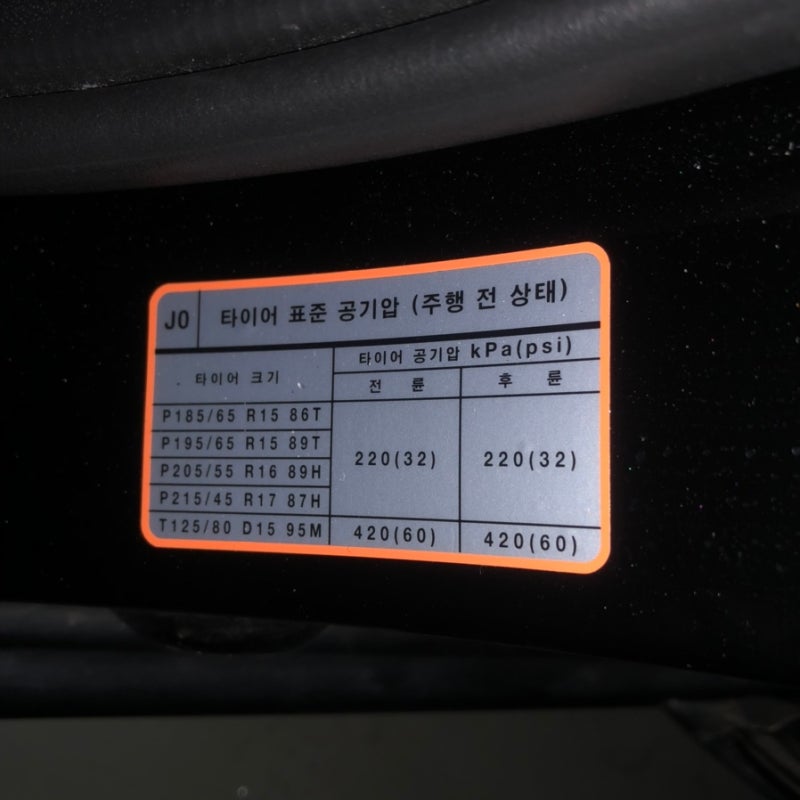 J0 타이어 표준 공기압 (주행 전 상태)
타이어 크기
타이어 공기압 kPa(psi)
전 륜 후 륜
P185/65 R15 86T
P195/65 R15 89T
P205/55 R16 89H
P215/45 R17 87H
220(32) 220(32)
T125/80 D15 95M 420(60) 420(60)